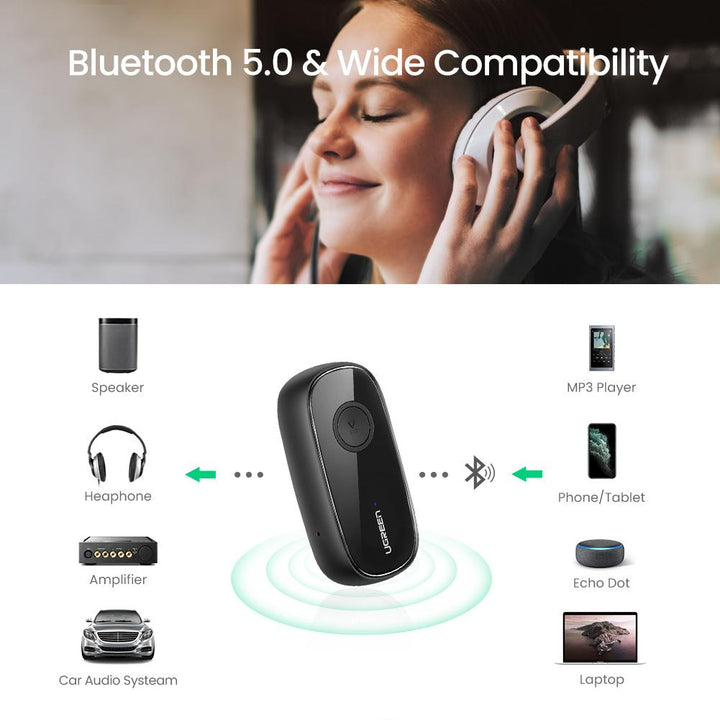 Bluetooth 5.0 & Wide Compatibility
Speaker
MP3 Player
Heaphone
Phone/Tablet
UGREEN
Amplifier
Echo Dot
Car Audio Systeam
Laptop